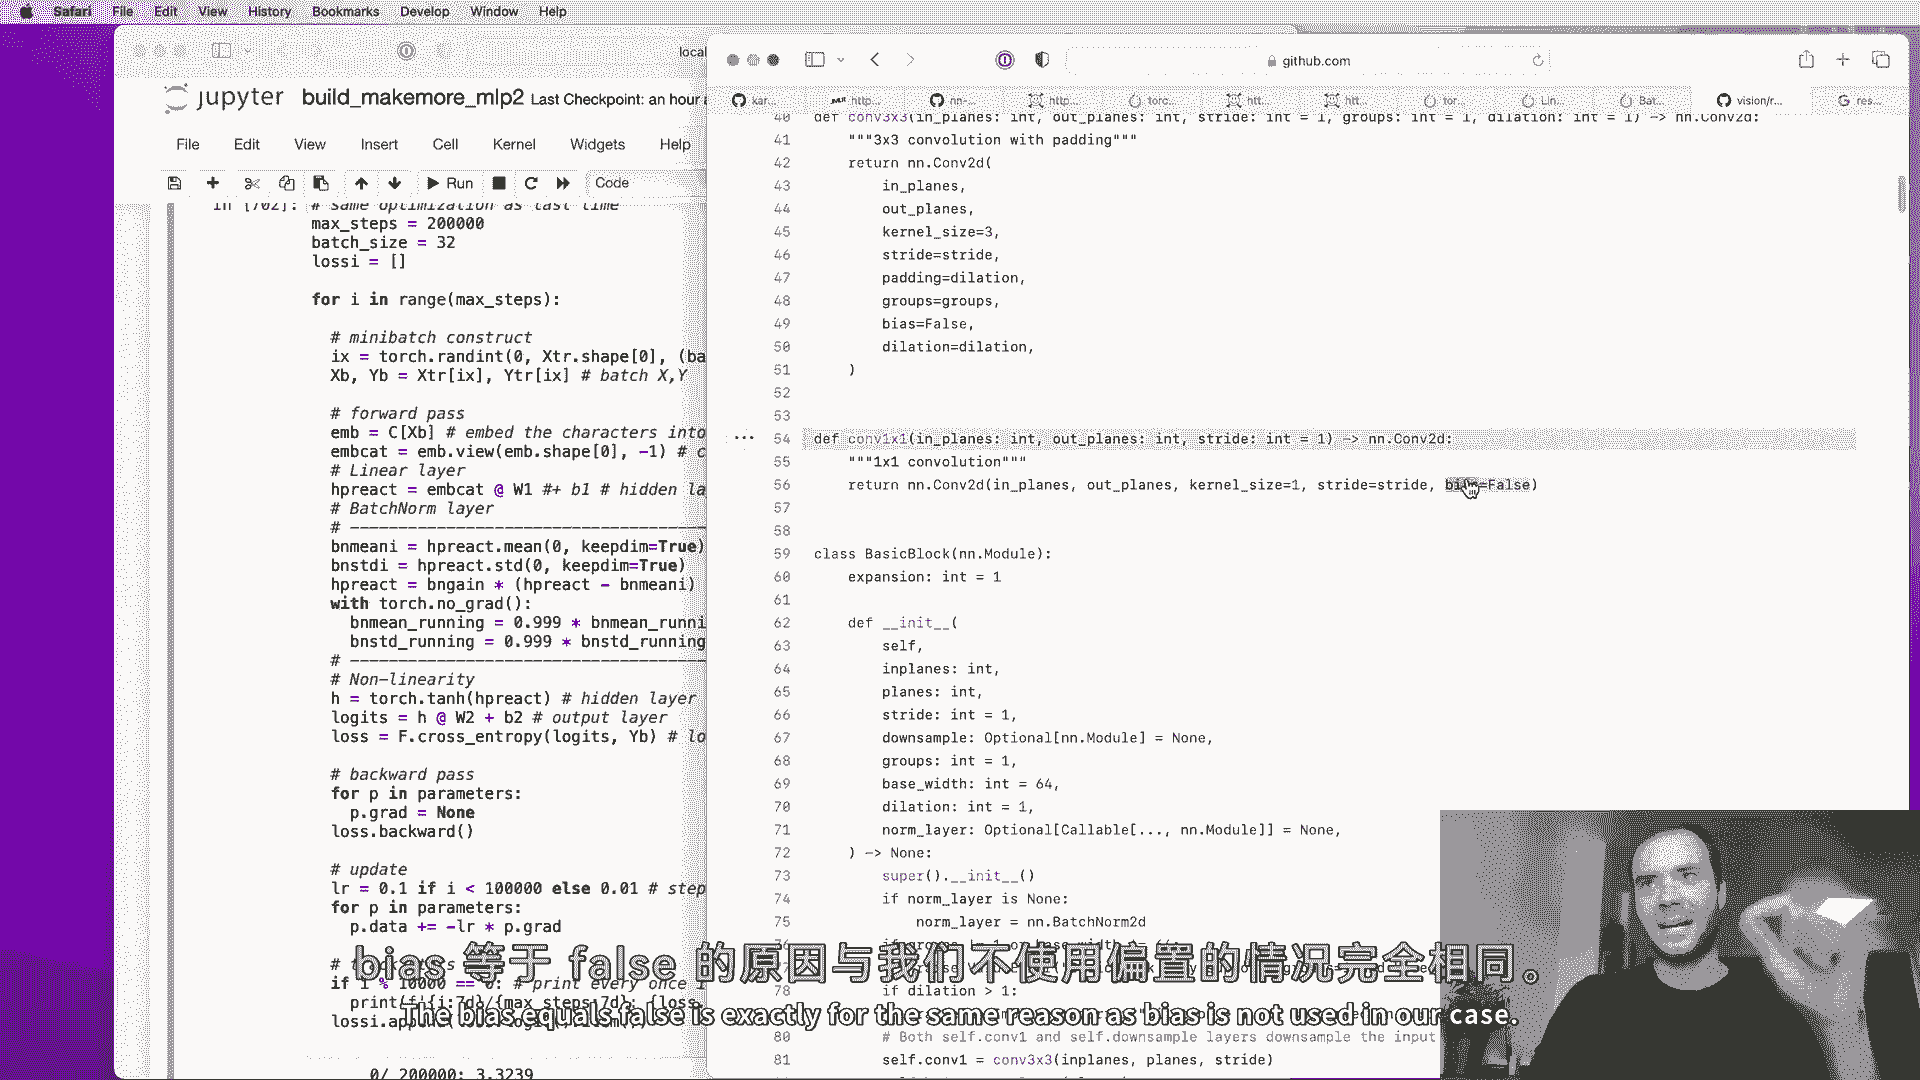 Safari File Edit View History Bookmarks Develop Window Help
local
github.com
jupyter build_makemore_mlp2 Last Checkpoint: an hour a
kar... http... nn-... http... torc... htt... htt... tor... Lin... Bat... vision/r... res...
File Edit View Insert Cell Kernel Widgets Help
Run Code
In [702]: # same optimization as last time
max_steps = 200000
batch_size = 32
lossi = []
for i in range(max_steps):
# minibatch construct
ix = torch.randint(0, Xtr.shape[0], (ba
Xb, Yb = Xtr[ix], Ytr[ix] # batch X,Y
# forward pass
emb = C[Xb] # embed the characters into
embcat = emb.view(emb.shape[0], -1) # c
# Linear layer
hpreact = embcat @ W1 #+ b1 # hidden la
# BatchNorm layer
# -------------------------------------
bnmeani = hpreact.mean(0, keepdim=True)
bnstdi = hpreact.std(0, keepdim=True)
hpreact = bngain * (hpreact - bnmeani)
with torch.no_grad():
bnmean_running = 0.999 * bnmean_runni
bnstd_running = 0.999 * bnstd_running
# -------------------------------------
# Non-linearity
h = torch.tanh(hpreact) # hidden layer
logits = h @ W2 + b2 # output layer
loss = F.cross_entropy(logits, Yb) # lo
# backward pass
for p in parameters:
p.grad = None
loss.backward()
# update
lr = 0.1 if i < 100000 else 0.01 # step
for p in parameters:
p.data += -lr * p.grad
if i % 10000 == 0: # print every once i
print(f'{i:7d}/{max_steps:7d}: {loss
0/ 200000: 3.3239
40 def conv3x3(in_planes: int, out_planes: int, stride: int = 1, groups: int = 1, dilation: int = 1) -> nn.Conv2d:
41 """3x3 convolution with padding"""
42 return nn.Conv2d(
43 in_planes,
44 out_planes,
45 kernel_size=3,
46 stride=stride,
47 padding=dilation,
48 groups=groups,
49 bias=False,
50 dilation=dilation,
51 )
52
53
54 def conv1x1(in_planes: int, out_planes: int, stride: int = 1) -> nn.Conv2d:
55 """1x1 convolution"""
56 return nn.Conv2d(in_planes, out_planes, kernel_size=1, stride=stride, bias=False)
57
58
59 class BasicBlock(nn.Module):
60 expansion: int = 1
61
62 def __init__(
63 self,
64 inplanes: int,
65 planes: int,
66 stride: int = 1,
67 downsample: Optional[nn.Module] = None,
68 groups: int = 1,
69 base_width: int = 64,
70 dilation: int = 1,
71 norm_layer: Optional[Callable[..., nn.Module]] = None,
72 ) -> None:
73 super().__init__()
74 if norm_layer is None:
75 norm_layer = nn.BatchNorm2d
78 if dilation > 1:
80 # Both self.conv1 and self.downsample layers downsample the input
81 self.conv1 = conv3x3(inplanes, planes, stride)
bias 等于 false 的原因与我们不使用偏置的情况完全相同。
The bias equals false is exactly for the same reason as bias is not used in our case.